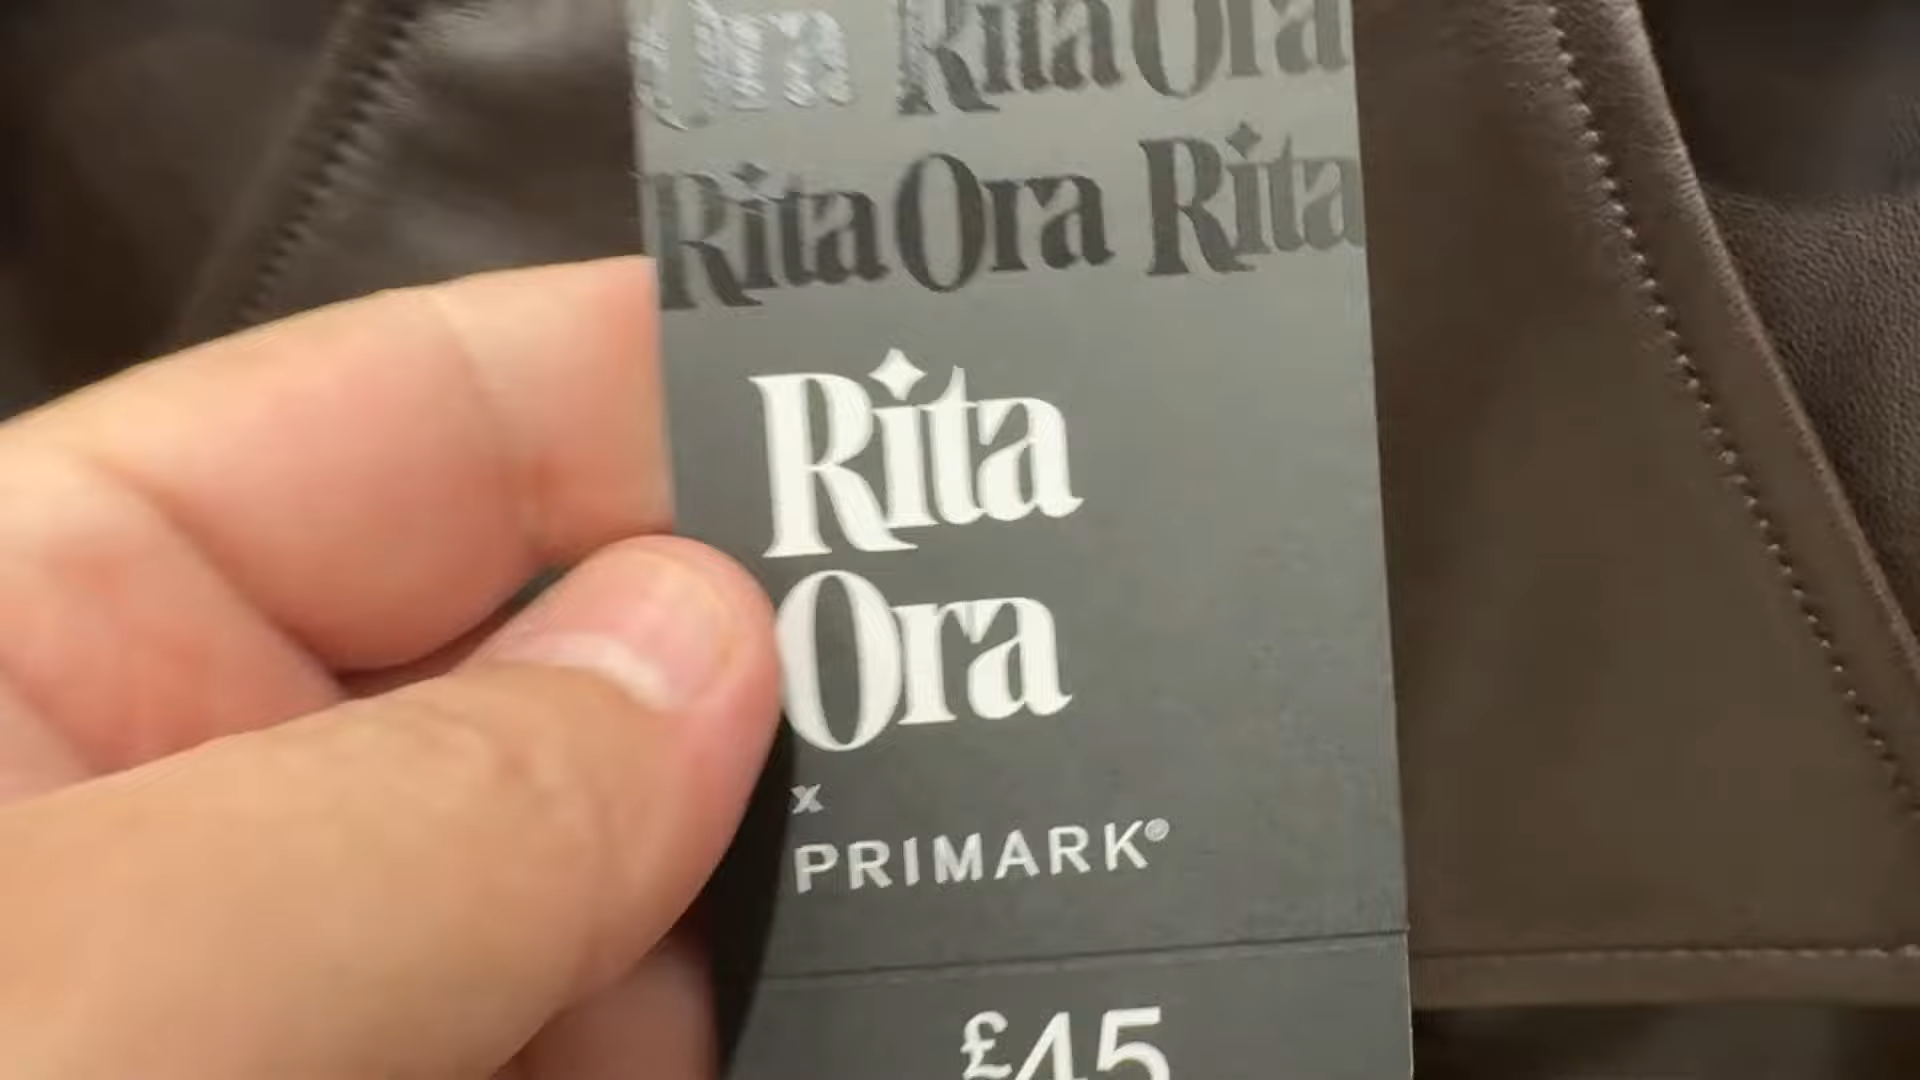 Ora Rita Ora
Rita Ora Rita
Rita
Ora
x
PRIMARK®
£45